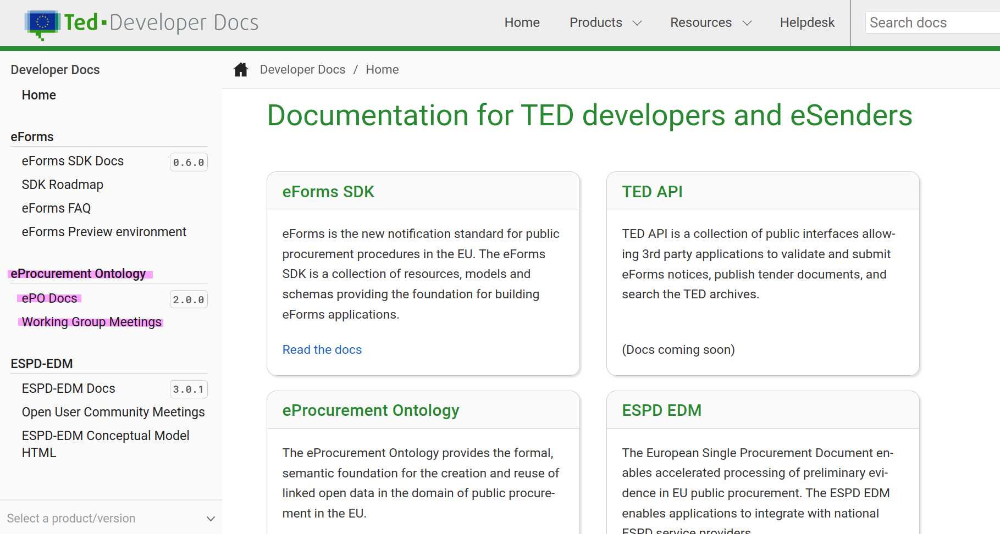 Ted Developer Docs
Home Products Resources Helpdesk Search docs
Developer Docs
Home
eForms
eForms SDK Docs 0.6.0
SDK Roadmap
eForms FAQ
eForms Preview environment
eProcurement Ontology
ePO Docs 2.0.0
Working Group Meetings
ESPD-EDM
ESPD-EDM Docs 3.0.1
Open User Community Meetings
ESPD-EDM Conceptual Model
HTML
Select a product/version
Developer Docs / Home
Documentation for TED developers and eSenders
eForms SDK
eForms is the new notification standard for public
procurement procedures in the EU. The eForms
SDK is a collection of resources, models and
schemas providing the foundation for building
eForms applications.
Read the docs
TED API
TED API is a collection of public interfaces allow-
ing 3rd party applications to validate and submit
eForms notices, publish tender documents, and
search the TED archives.
(Docs coming soon)
eProcurement Ontology
The eProcurement Ontology provides the formal,
semantic foundation for the creation and reuse of
linked open data in the domain of public procure-
ment in the EU.
ESPD EDM
The European Single Procurement Document en-
ables accelerated processing of preliminary evi-
dence in EU public procurement. The ESPD EDM
enables applications to integrate with national
ESPD service providers.